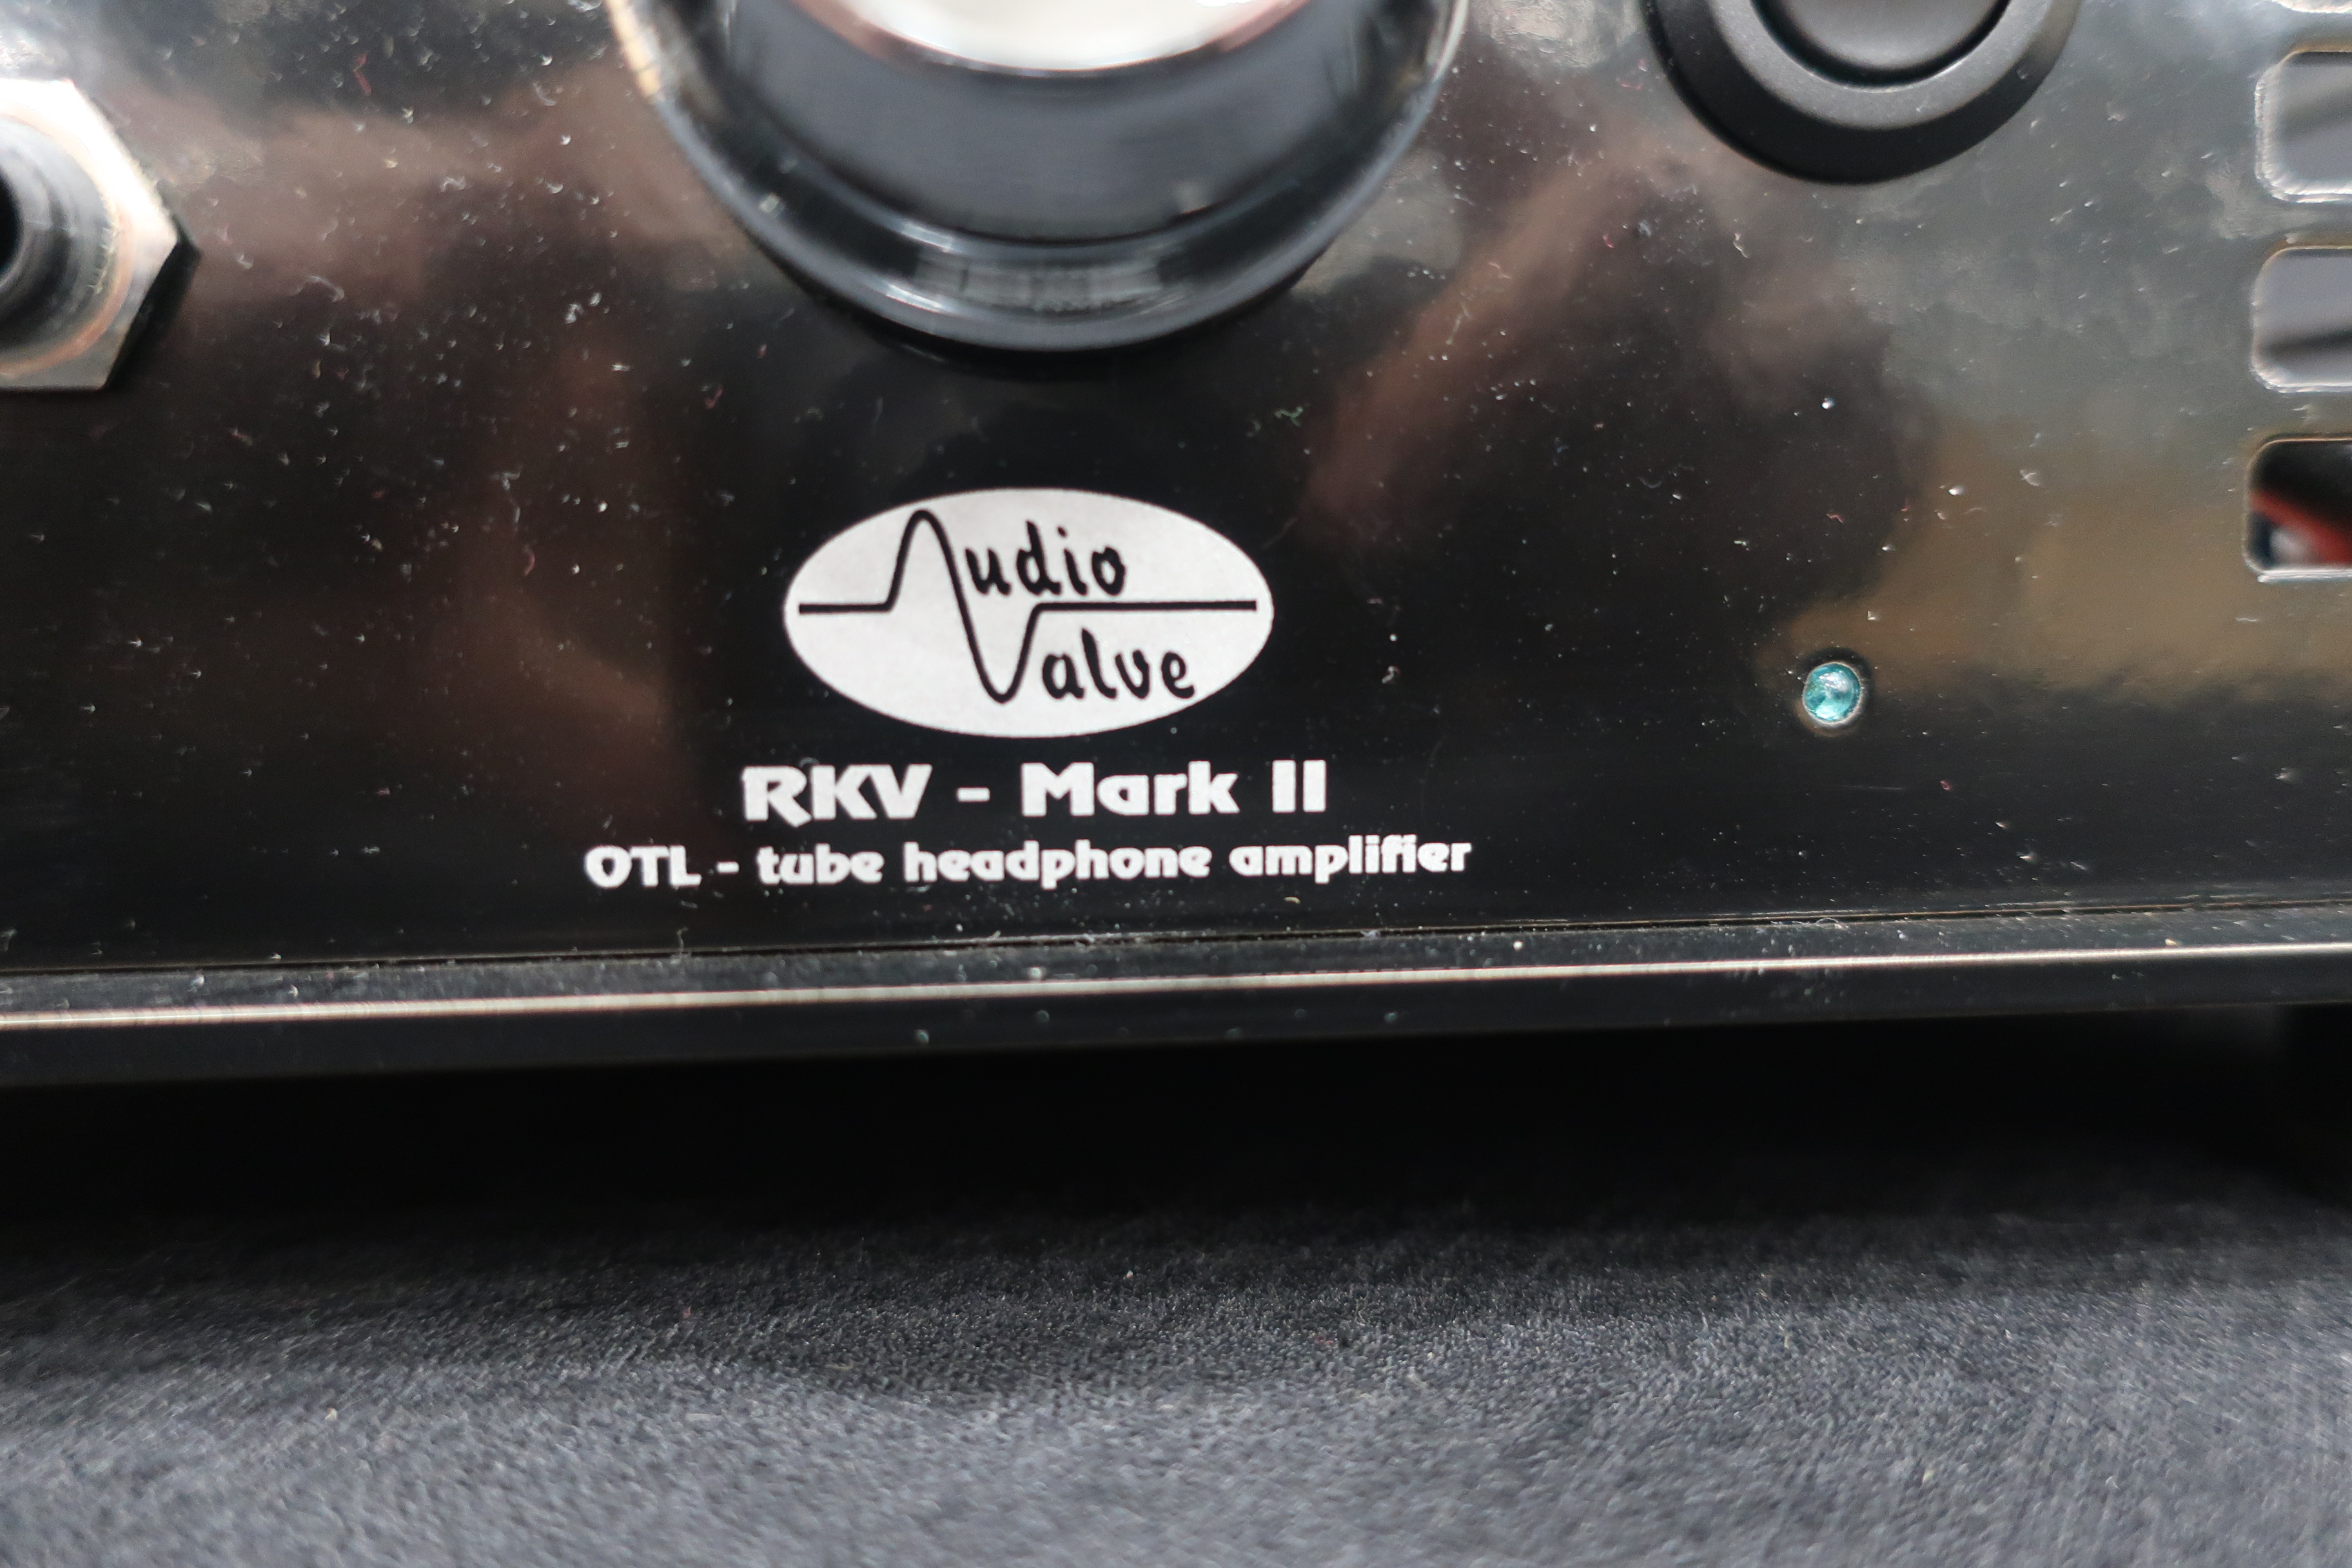 Audio
Valve
RKV - Mark II
OTL - tube headphone amplifier